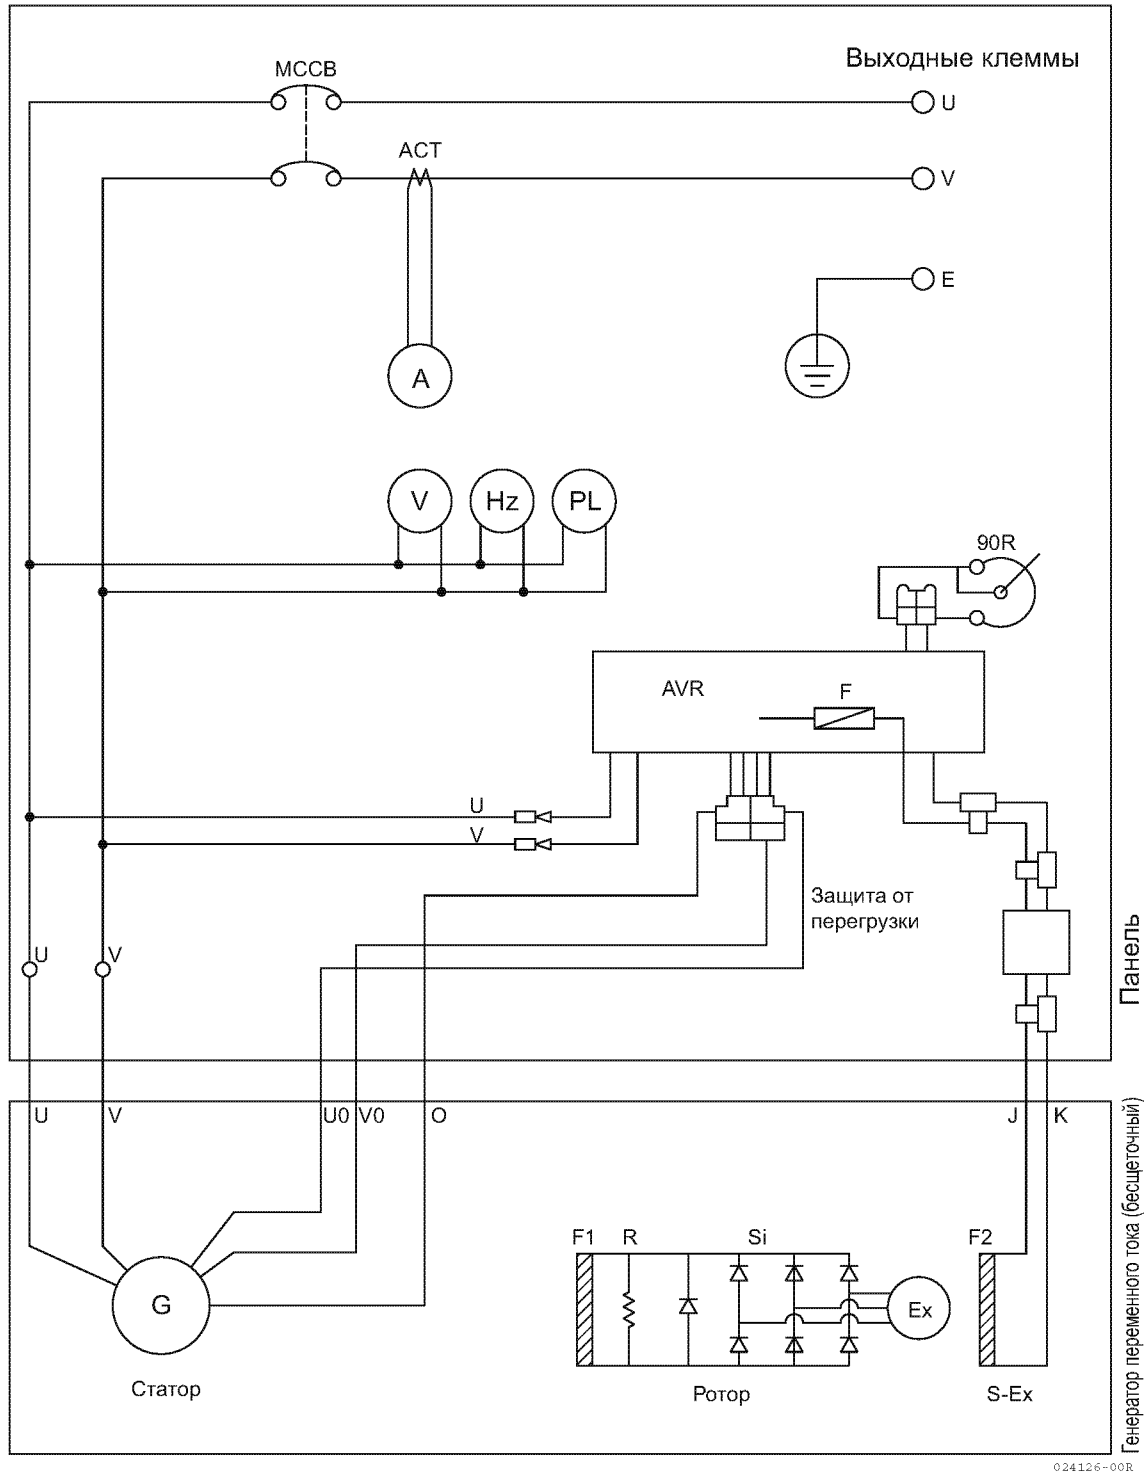 MCCB
Выходные клеммы
U
ACT
V
E
A
V
Hz
PL
90R
AVR
F
U
V
Защита от
перегрузки
U
V
Панель
U
V
U0
V0
O
J
K
F1
R
Si
F2
G
Ex
Статор
Ротор
S-Ex
Генератор переменного тока (бесщеточный)
024126-00R